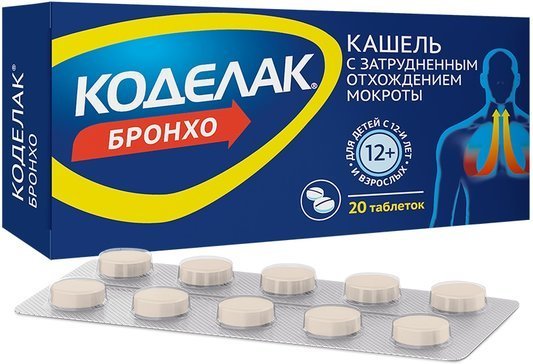 КОДЕЛАК®
БРОНХО
КОДЕЛАК®
БРОНХО
КАШЕЛЬ
С ЗАТРУДНЕННЫМ
ОТХОЖДЕНИЕМ
МОКРОТЫ
ДЛЯ ДЕТЕЙ С 12-И ЛЕТ
12+
И ВЗРОСЛЫХ
20 таблеток